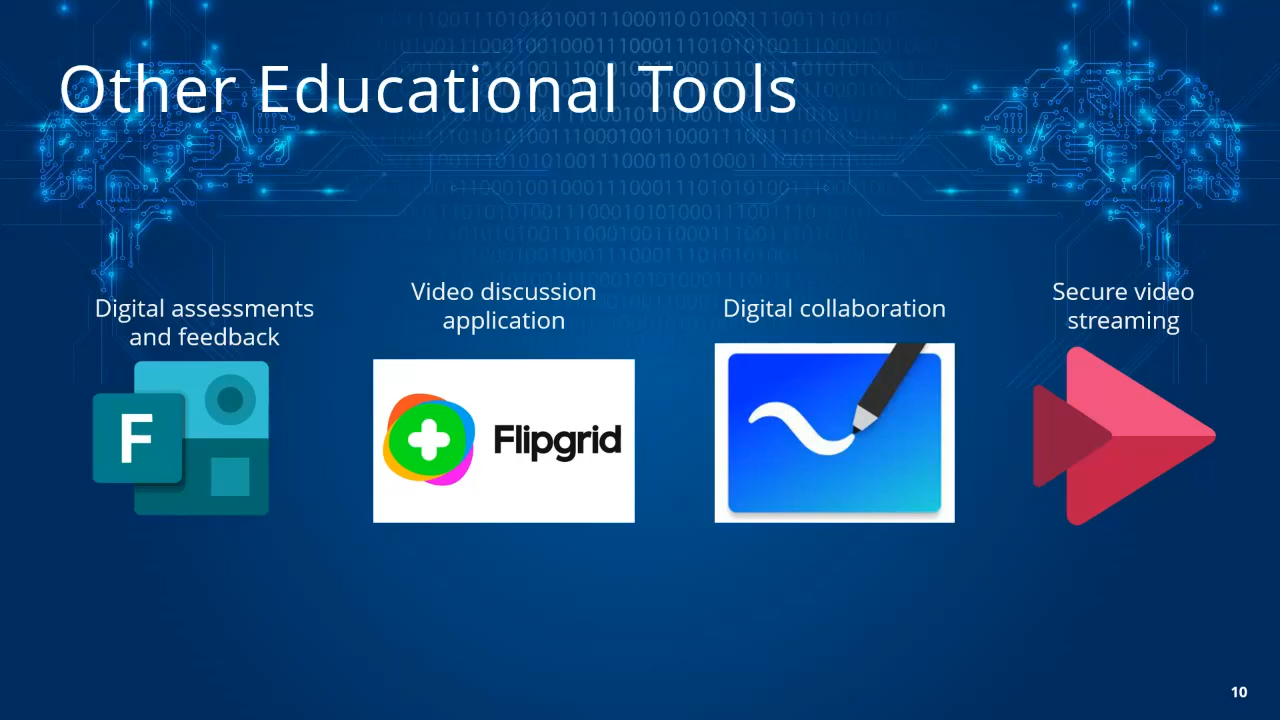 Other Educational Tools
Digital assessments
and feedback
Video discussion
application
Digital collaboration
Secure video
streaming
F
Flipgrid
10